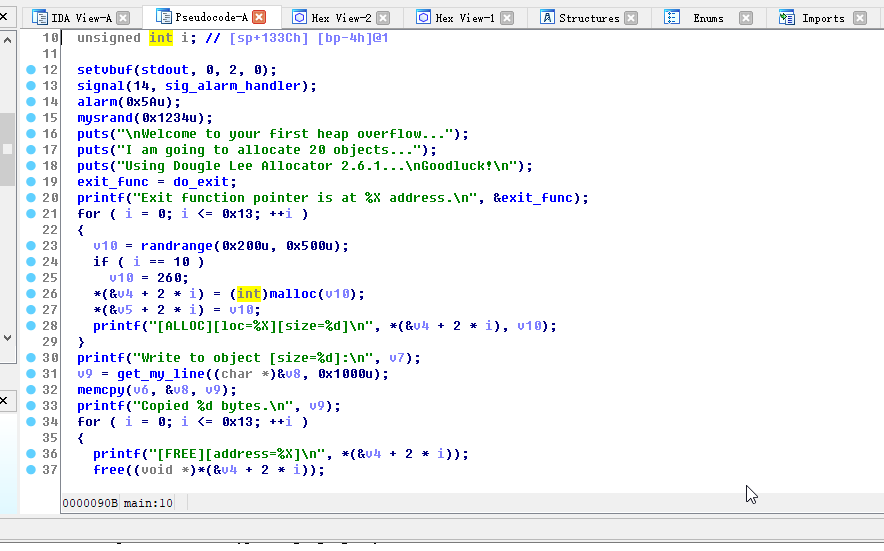 IDA View-A Pseudocode-A Hex View-2 Hex View-1 Structures Enums Imports
10 unsigned int i; // [sp+133Ch] [bp-4h]@1
11
12 setvbuf(stdout, 0, 2, 0);
13 signal(14, sig_alarm_handler);
14 alarm(0x5Au);
15 mysrand(0x1234u);
16 puts("\nWelcome to your first heap overflow...");
17 puts("I am going to allocate 20 objects...");
18 puts("Using Dougle Lee Allocator 2.6.1...\nGoodluck!\n");
19 exit_func = do_exit;
20 printf("Exit function pointer is at %X address.\n", &exit_func);
21 for ( i = 0; i <= 0x13; ++i )
22 {
23 v10 = randrange(0x200u, 0x500u);
24 if ( i == 10 )
25 v10 = 260;
26 *(&v4 + 2 * i) = (int)malloc(v10);
27 *(&v5 + 2 * i) = v10;
28 printf("[ALLOC][loc=%X][size=%d]\n", *(&v4 + 2 * i), v10);
29 }
30 printf("Write to object [size=%d]:\n", v7);
31 v9 = get_my_line((char *)&v8, 0x1000u);
32 memcpy(v6, &v8, v9);
33 printf("Copied %d bytes.\n", v9);
34 for ( i = 0; i <= 0x13; ++i )
35 {
36 printf("[FREE][address=%X]\n", *(&v4 + 2 * i));
37 free((void *)*(&v4 + 2 * i));
0000090B main:10